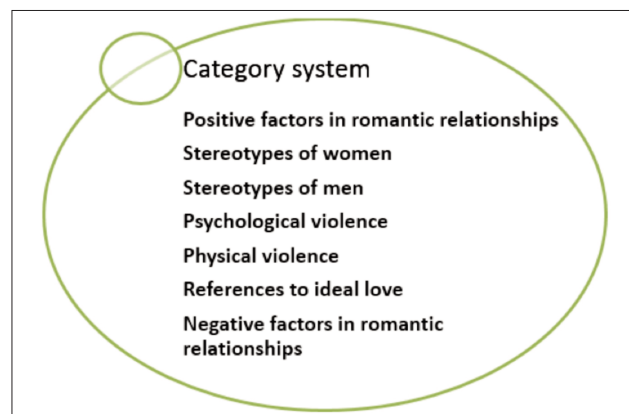 Category system
Positive factors in romantic relationships
Stereotypes of women
Stereotypes of men
Psychological violence
Physical violence
References to ideal love
Negative factors in romantic
relationships